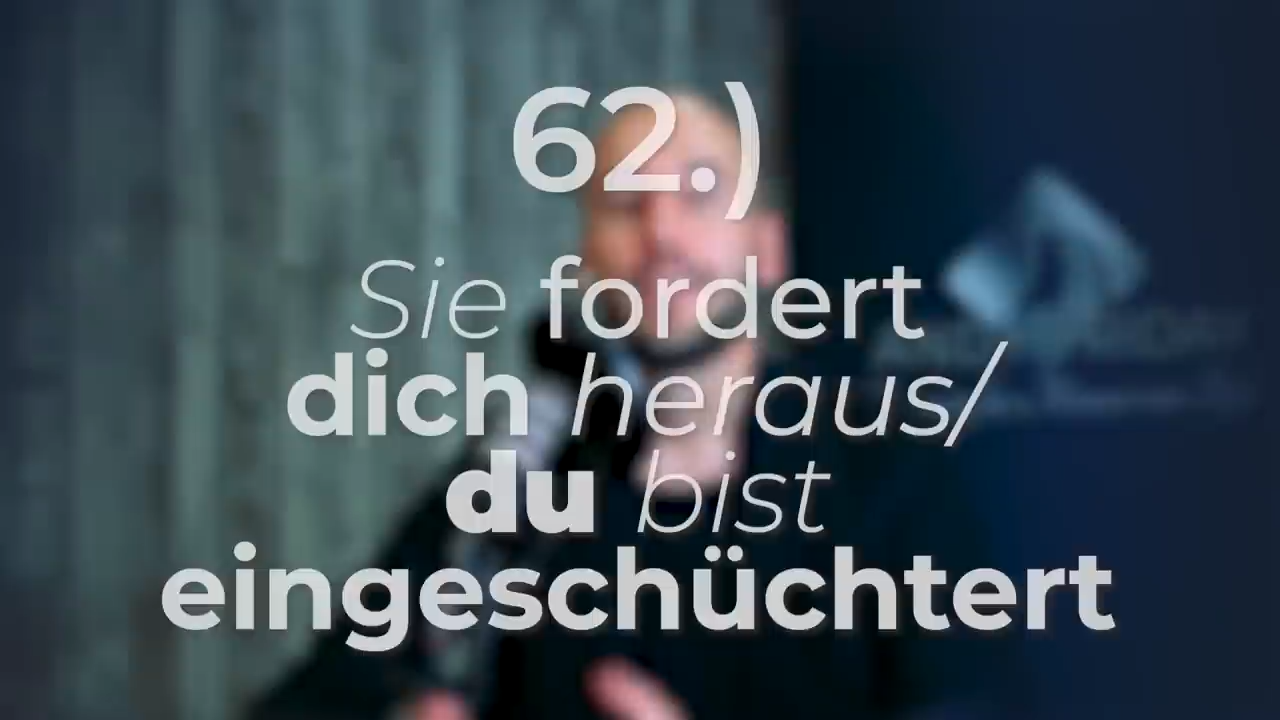 62.)
Sie fordert
dich heraus/
du bist
eingeschüchtert